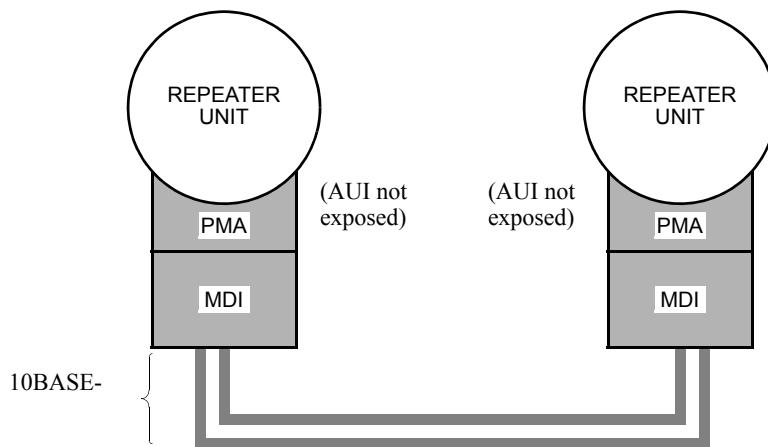 REPEATER
UNIT
REPEATER
UNIT
(AUI not
exposed)
(AUI not
exposed)
PMA
PMA
MDI
MDI
10BASE-